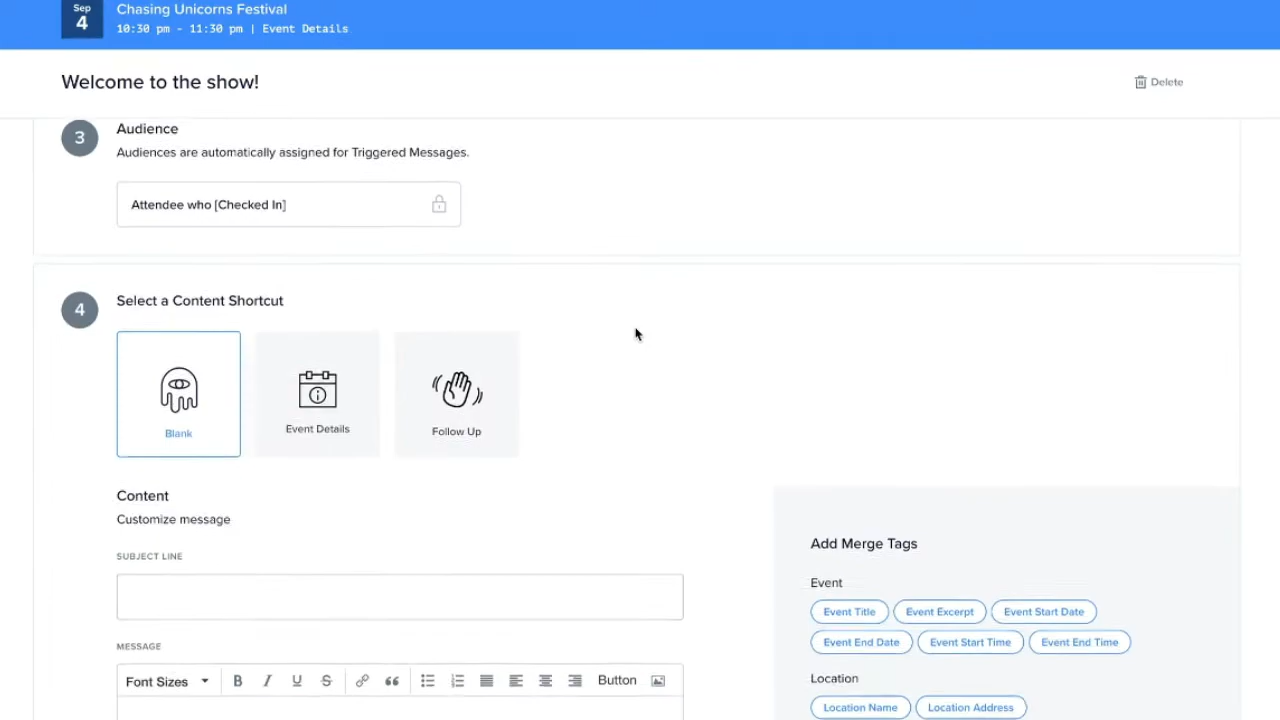 Sep
4
Chasing Unicorns Festival
10:30 pm - 11:30 pm | Event Details
Welcome to the show!
Delete
3
Audience
Audiences are automatically assigned for Triggered Messages.
Attendee who [Checked In]
4
Select a Content Shortcut
Blank
Event Details
Follow Up
Content
Customize message
SUBJECT LINE
MESSAGE
Font Sizes B I U S Button
Add Merge Tags
Event
Event Title Event Excerpt Event Start Date
Event End Date Event Start Time Event End Time
Location
Location Name Location Address